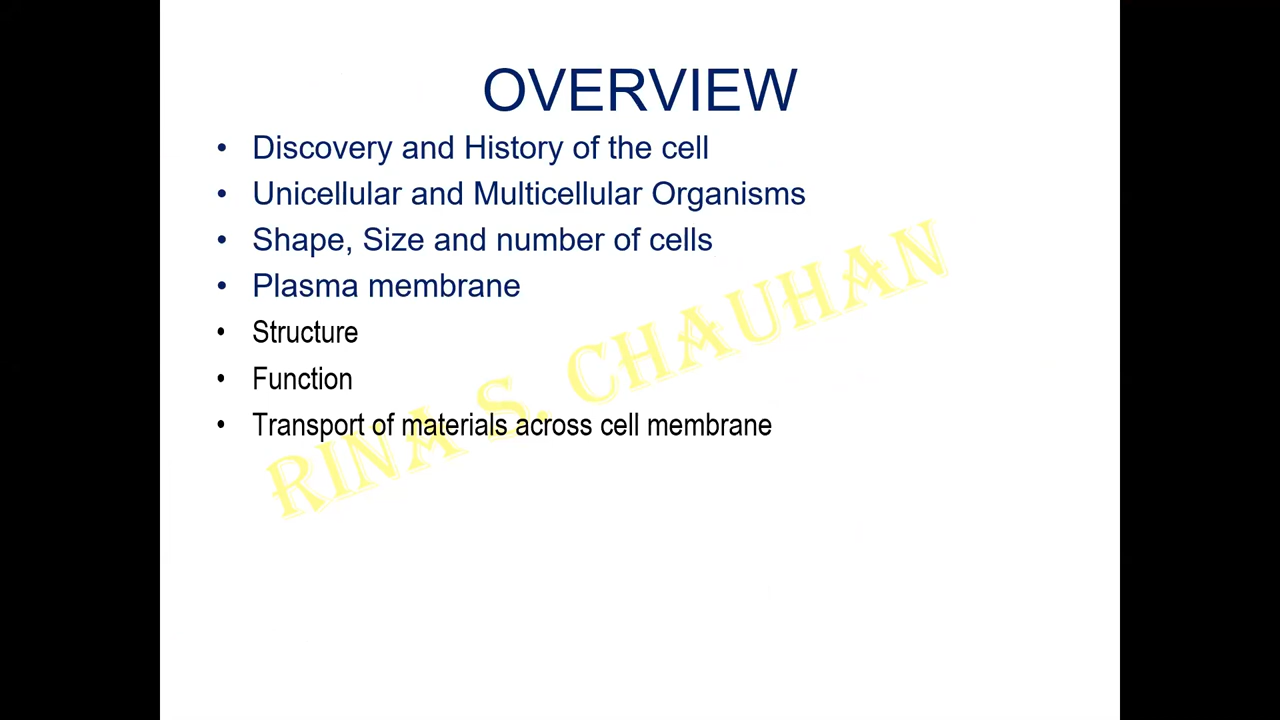 OVERVIEW
• Discovery and History of the cell
• Unicellular and Multicellular Organisms
• Shape, Size and number of cells
• Plasma membrane
• Structure
• Function
• Transport of materials across cell membrane
RINA S. CHAUHAN